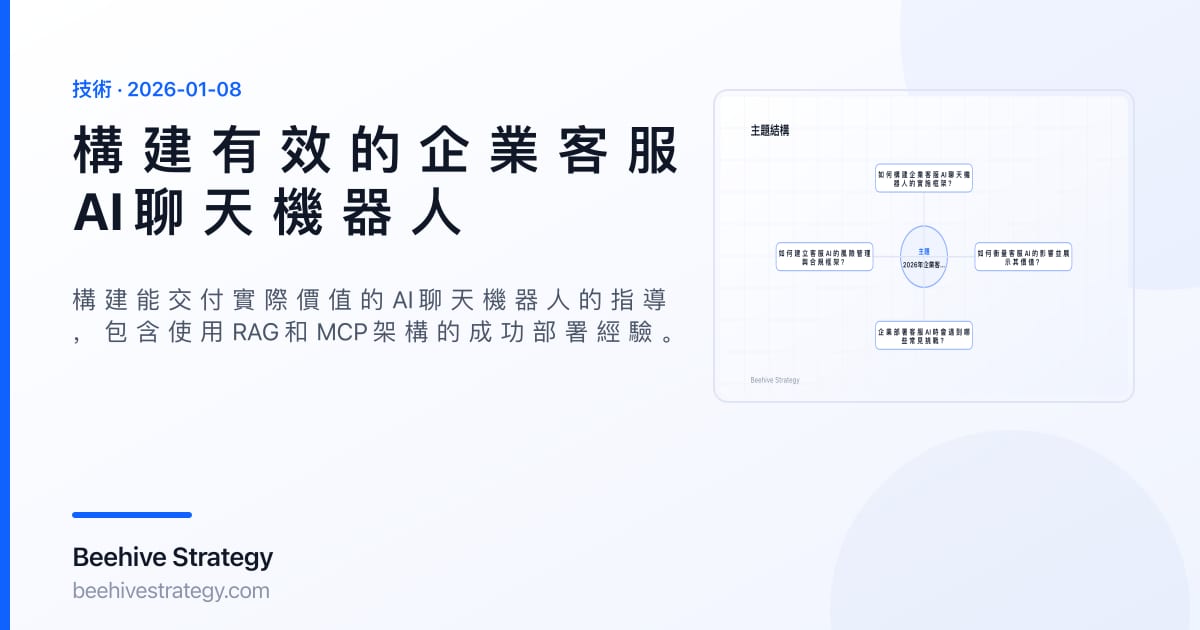 技術 · 2026-01-08
構建有效的企業客服
AI聊天機器人
構建能交付實際價值的AI聊天機器人的指導
，包含使用RAG和MCP架構的成功部署經驗。
Beehive Strategy
beehivestrategy.com
主題結構
如何構建企業客服AI聊天機
器人的實施框架？
如何建立客服AI的風險管理
與合規框架？
主題
2026年企業客...
如何衡量客服AI的影響並展
示其價值？
企業部署客服AI時會遇到哪
些常見挑戰？
Beehive Strategy